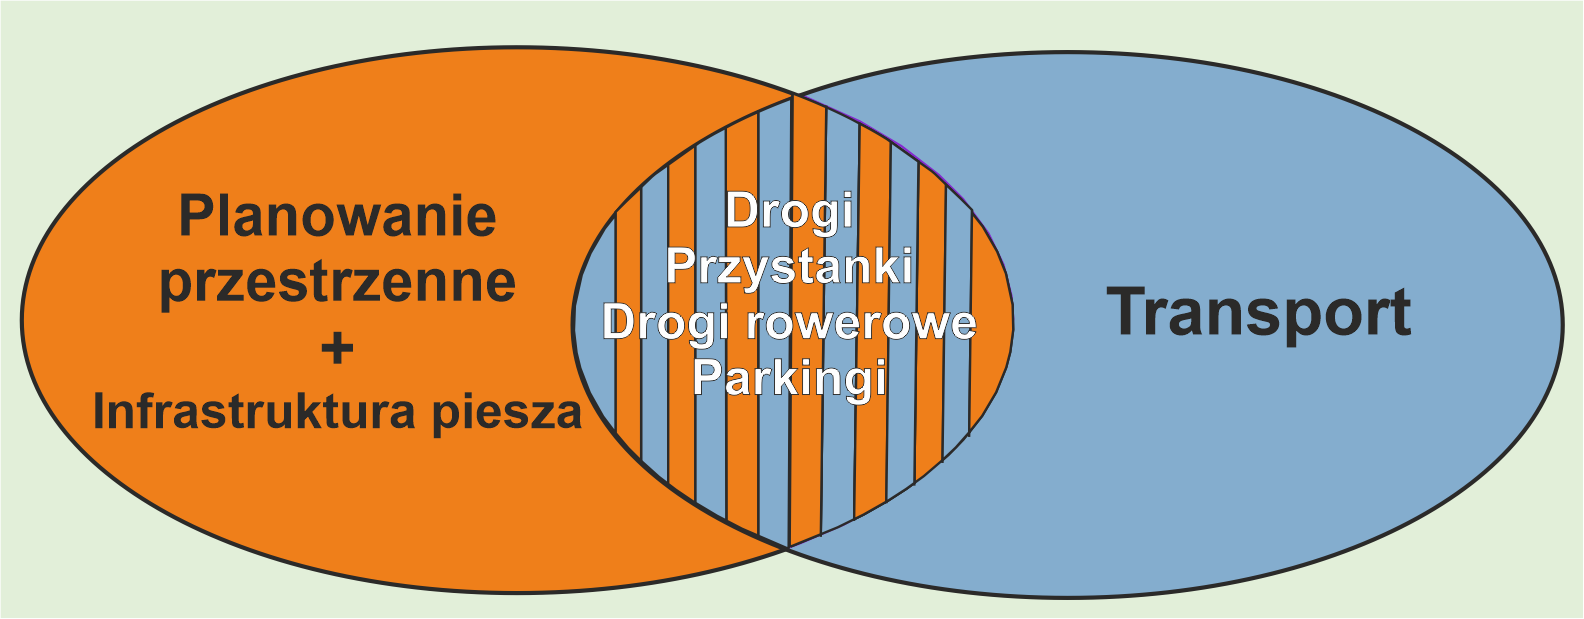 Planowanie
przestrzenne
+
Infrastruktura piesza
Drogi
Przystanki
Drogi rowerowe
Parkingi
Transport